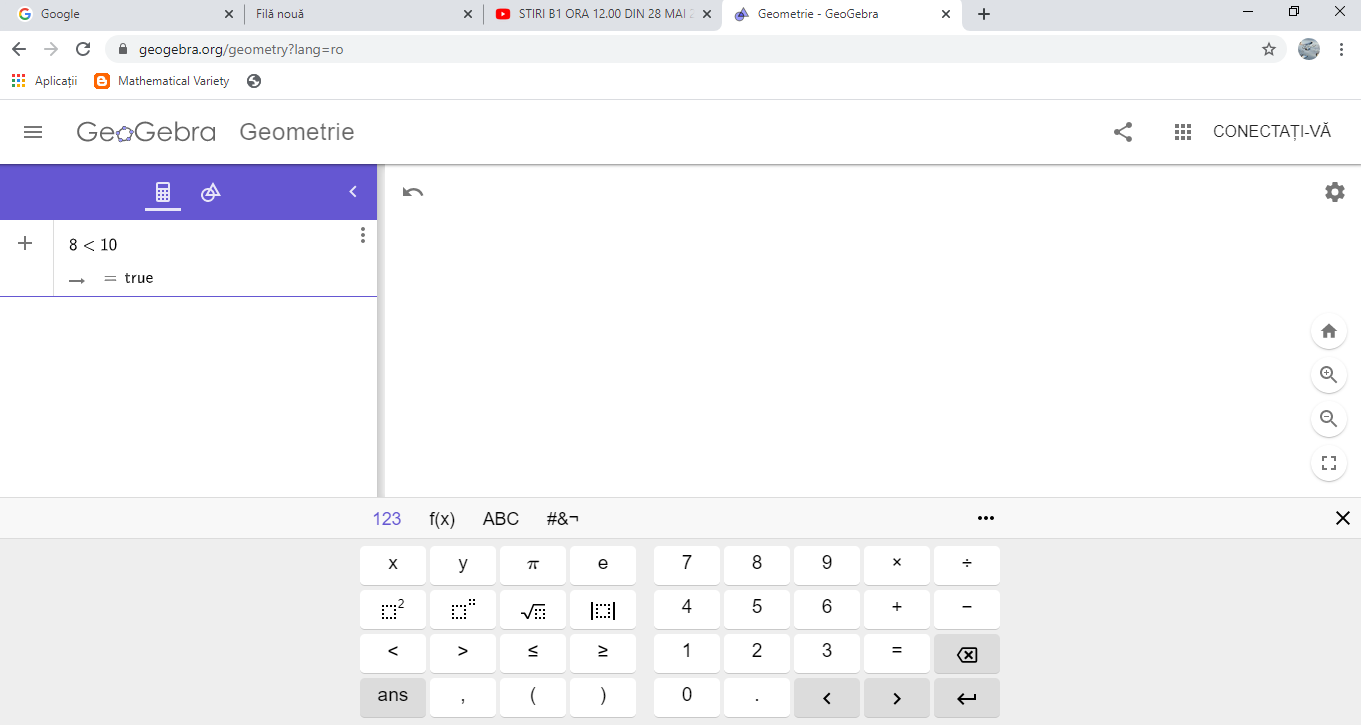 Google
Filă nouă
STIRI B1 ORA 12.00 DIN 28 MAI 2
Geometrie - GeoGebra
geogebra.org/geometry?lang=ro
Aplicații
Mathematical Variety
GeoGebra Geometrie
CONECTAȚI-VĂ
8 < 10
→ = true
123 f(x) ABC #&¬ •••
x y π e 7 8 9 × ÷
2 √ | | 4 5 6 + −
< > ≤ ≥ 1 2 3 =
ans , ( ) 0 . < >